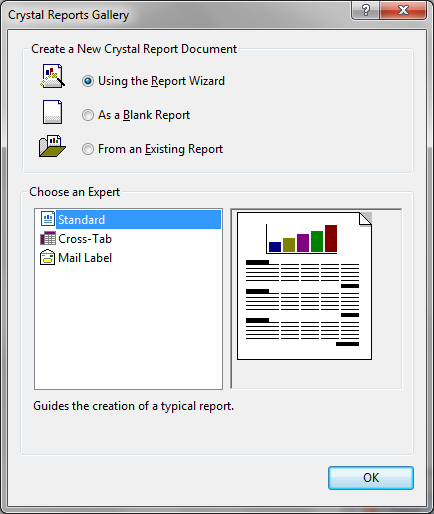 Crystal Reports Gallery
Create a New Crystal Report Document
Using the Report Wizard
As a Blank Report
From an Existing Report
Choose an Expert
Standard
Cross-Tab
Mail Label
Guides the creation of a typical report.
OK